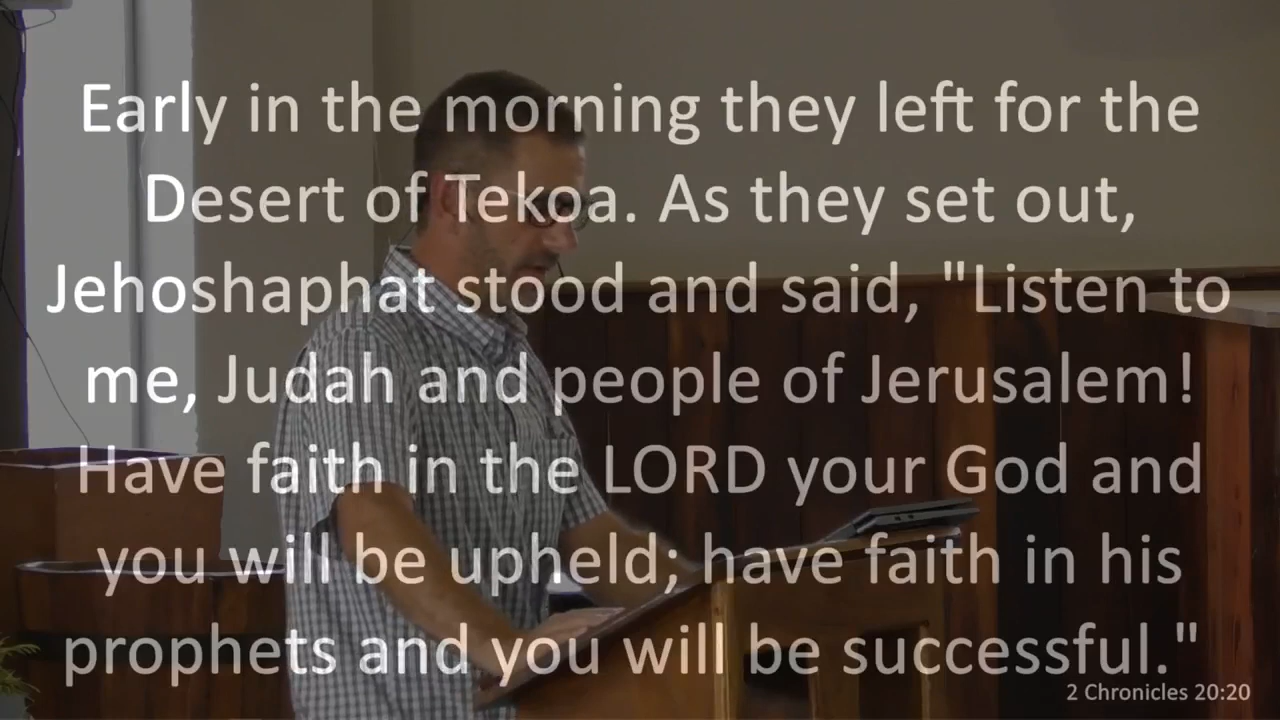 Early in the morning they left for the
Desert of Tekoa. As they set out,
Jehoshaphat stood and said, "Listen to
me, Judah and people of Jerusalem!
Have faith in the LORD your God and
you will be upheld; have faith in his
prophets and you will be successful."
2 Chronicles 20:20